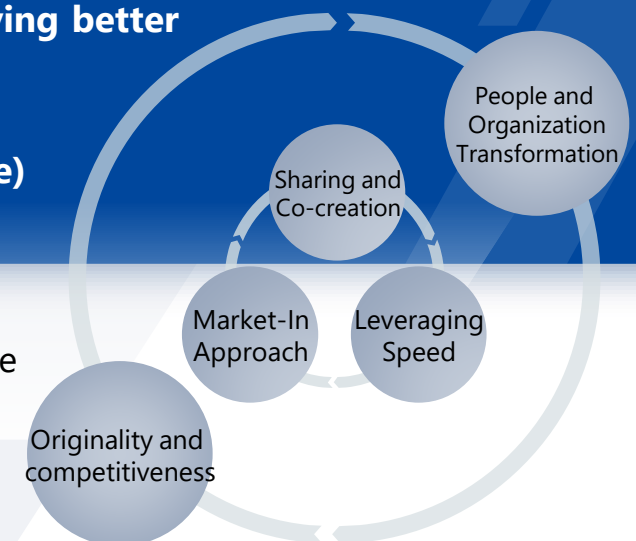 ving better
People and
Organization
Transformation
e)
Sharing and
Co-creation
Market-In
Approach
Leveraging
Speed
e
Originality and
competitiveness